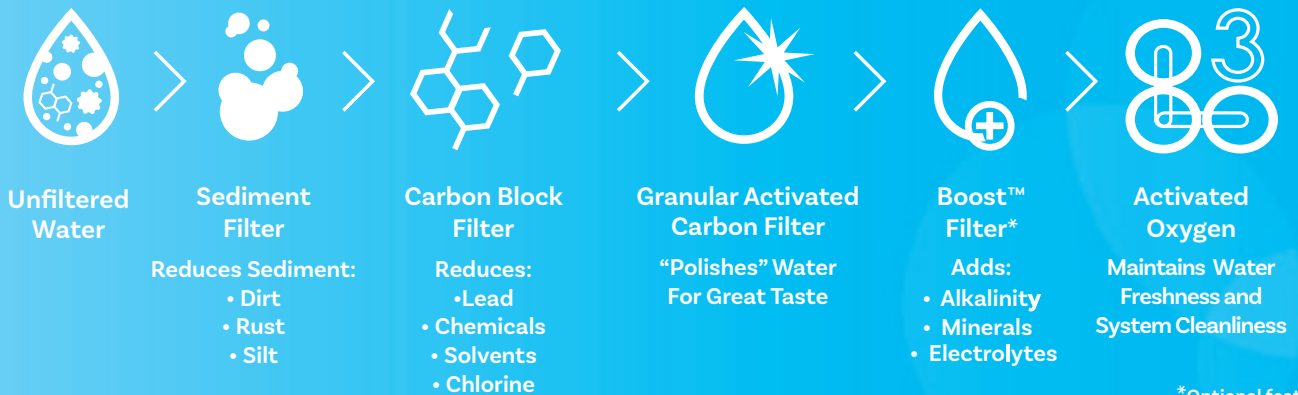 3
Unfiltered
Water
Sediment
Filter
Reduces Sediment:
• Dirt
• Rust
• Silt
Carbon Block
Filter
Reduces:
•Lead
• Chemicals
• Solvents
• Chlorine
Granular Activated
Carbon Filter
“Polishes” Water
For Great Taste
Boost™
Filter*
Adds:
• Alkalinity
• Minerals
• Electrolytes
Activated
Oxygen
Maintains Water
Freshness and
System Cleanliness
*Optional